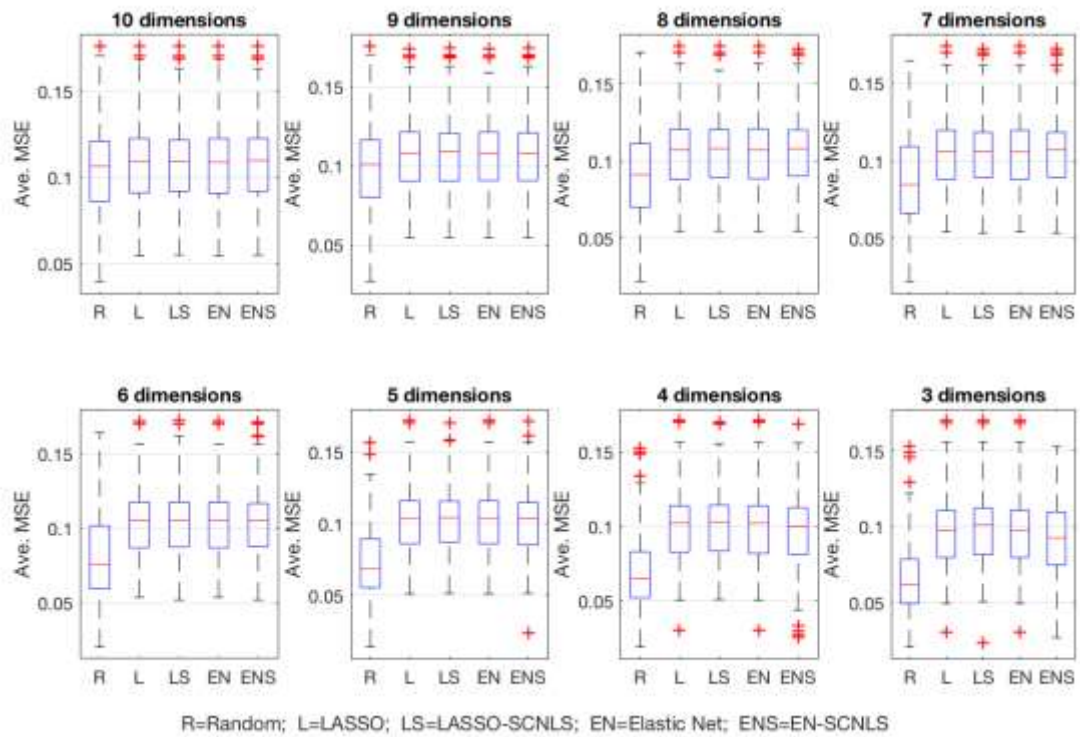 10 dimensions
9 dimensions
8 dimensions
7 dimensions
Ave. MSE
0.15
0.1
0.05
R L LS EN ENS
Ave. MSE
0.15
0.1
0.05
R L LS EN ENS
Ave. MSE
0.15
0.1
0.05
R L LS EN ENS
Ave. MSE
0.15
0.1
0.05
R L LS EN ENS
6 dimensions
5 dimensions
4 dimensions
3 dimensions
Ave. MSE
0.15
0.1
0.05
R L LS EN ENS
Ave. MSE
0.15
0.1
0.05
R L LS EN ENS
Ave. MSE
0.15
0.1
0.05
R L LS EN ENS
Ave. MSE
0.15
0.1
0.05
R L LS EN ENS
R=Random; L=LASSO; LS=LASSO-SCNLS; EN=Elastic Net; ENS=EN-SCNLS